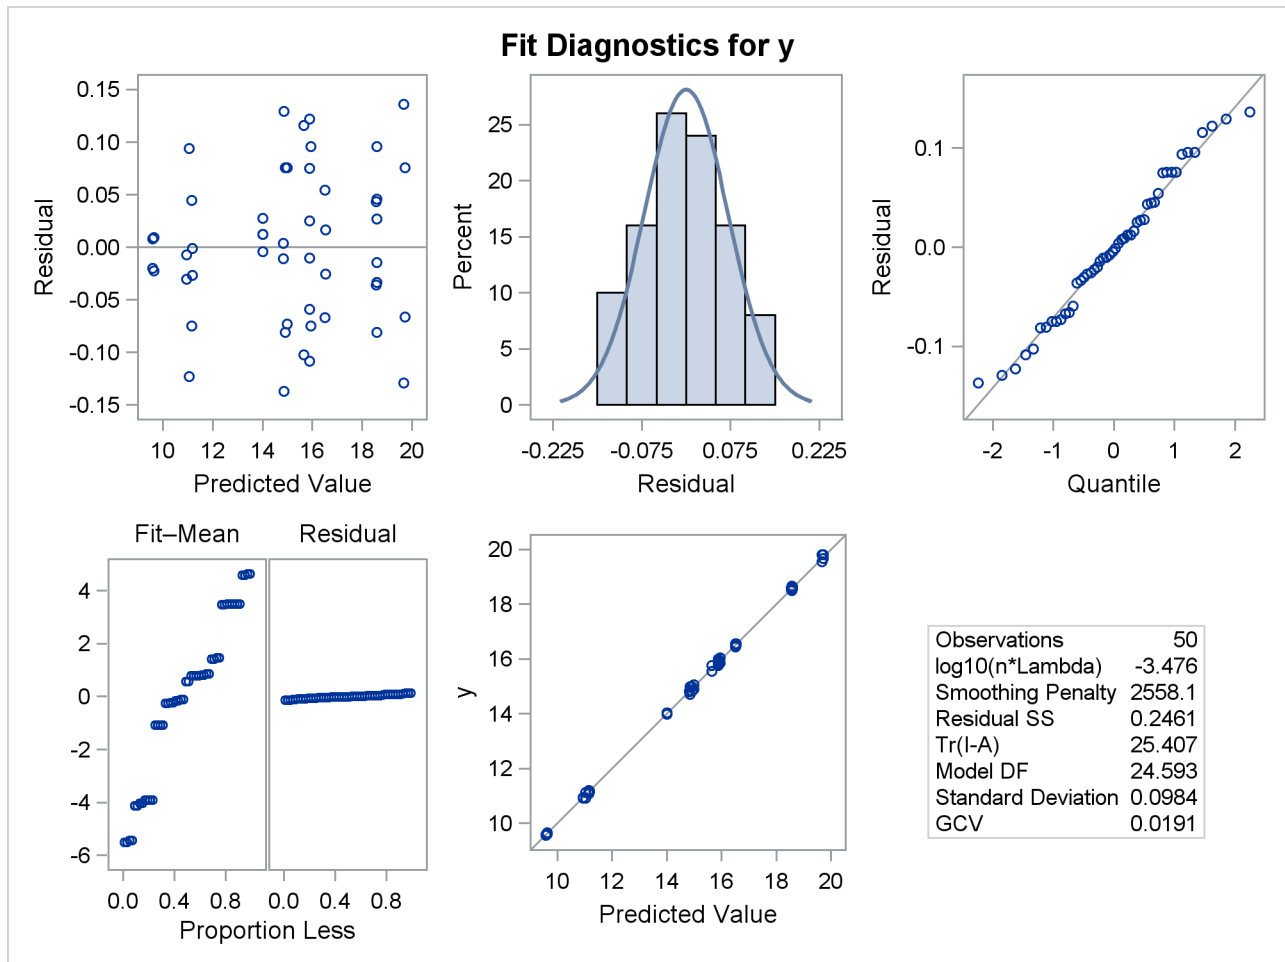 Fit Diagnostics for y
0.15
0.10
0.05
0.00
-0.05
-0.10
-0.15
Residual
10 12 14 16 18 20
Predicted Value
25
20
15
10
5
0
Percent
-0.225 -0.075 0.075 0.225
Residual
0.1
0.0
-0.1
Residual
-2 -1 0 1 2
Quantile
Fit–Mean Residual
4
2
0
-2
-4
-6
0.0 0.4 0.8 0.0 0.4 0.8
Proportion Less
20
18
16
14
12
10
y
10 12 14 16 18 20
Predicted Value
Observations 50
log10(n*Lambda) -3.476
Smoothing Penalty 2558.1
Residual SS 0.2461
Tr(I-A) 25.407
Model DF 24.593
Standard Deviation 0.0984
GCV 0.0191